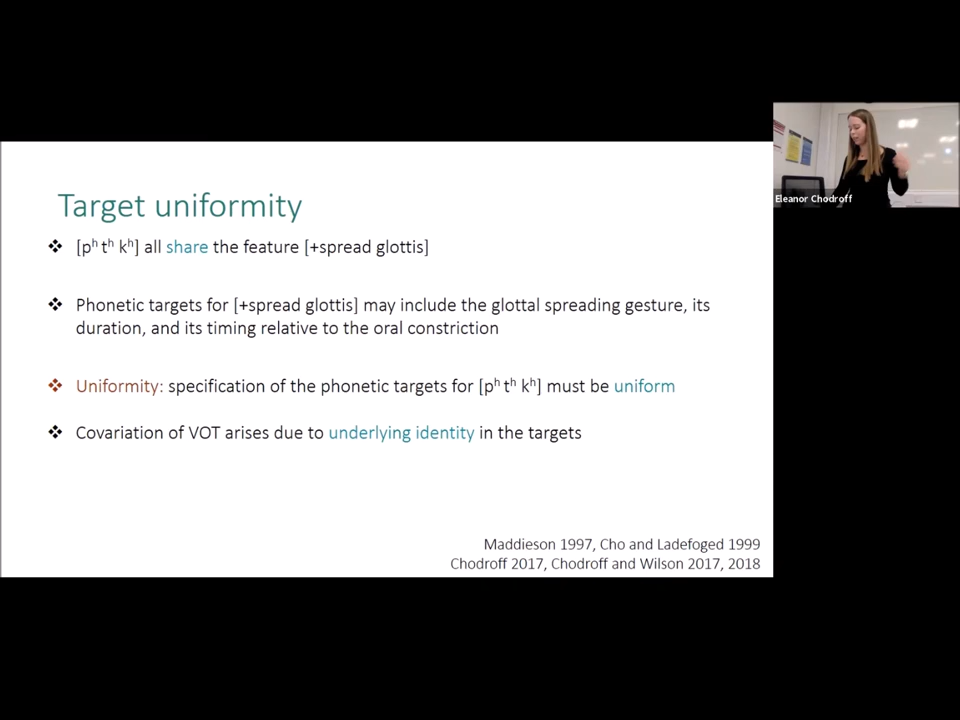 Target uniformity
❖ [pʰ tʰ kʰ] all share the feature [+spread glottis]
❖ Phonetic targets for [+spread glottis] may include the glottal spreading gesture, its
duration, and its timing relative to the oral constriction
❖ Uniformity: specification of the phonetic targets for [pʰ tʰ kʰ] must be uniform
❖ Covariation of VOT arises due to underlying identity in the targets
Maddieson 1997, Cho and Ladefoged 1999
Chodroff 2017, Chodroff and Wilson 2017, 2018
Eleanor Chodroff